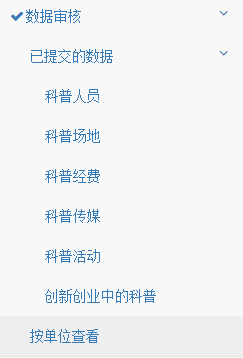 数据审核
已提交的数据
科普人员
科普场地
科普经费
科普传媒
科普活动
创新创业中的科普
按单位查看